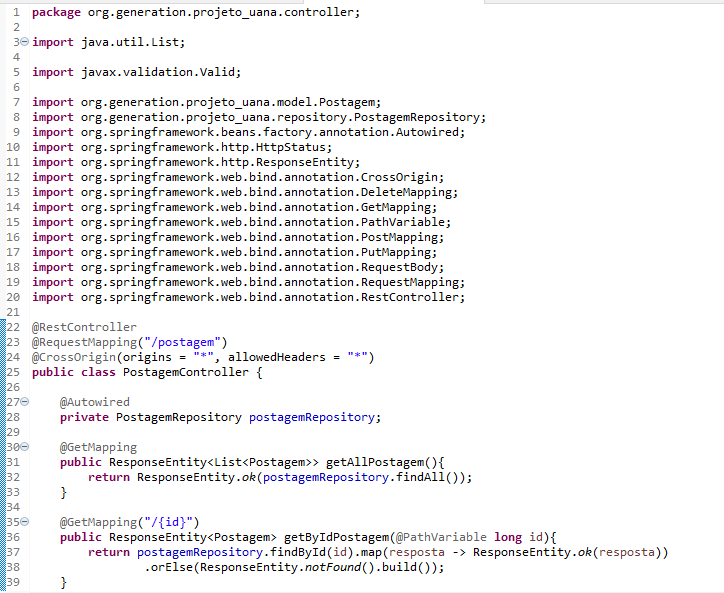 1 package org.generation.projeto_uana.controller;
2
3 import java.util.List;
4
5 import javax.validation.Valid;
6
7 import org.generation.projeto_uana.model.Postagem;
8 import org.generation.projeto_uana.repository.PostagemRepository;
9 import org.springframework.beans.factory.annotation.Autowired;
10 import org.springframework.http.HttpStatus;
11 import org.springframework.http.ResponseEntity;
12 import org.springframework.web.bind.annotation.CrossOrigin;
13 import org.springframework.web.bind.annotation.DeleteMapping;
14 import org.springframework.web.bind.annotation.GetMapping;
15 import org.springframework.web.bind.annotation.PathVariable;
16 import org.springframework.web.bind.annotation.PostMapping;
17 import org.springframework.web.bind.annotation.PutMapping;
18 import org.springframework.web.bind.annotation.RequestBody;
19 import org.springframework.web.bind.annotation.RequestMapping;
20 import org.springframework.web.bind.annotation.RestController;
21
22 @RestController
23 @RequestMapping("/postagem")
24 @CrossOrigin(origins = "*", allowedHeaders = "*")
25 public class PostagemController {
26
27     @Autowired
28     private PostagemRepository postagemRepository;
29
30     @GetMapping
31     public ResponseEntity<List<Postagem>> getAllPostagem(){
32         return ResponseEntity.ok(postagemRepository.findAll());
33     }
34
35     @GetMapping("/{id}")
36     public ResponseEntity<Postagem> getByIdPostagem(@PathVariable long id){
37         return postagemRepository.findById(id).map(resposta -> ResponseEntity.ok(resposta))
38                 .orElse(ResponseEntity.notFound().build());
39     }